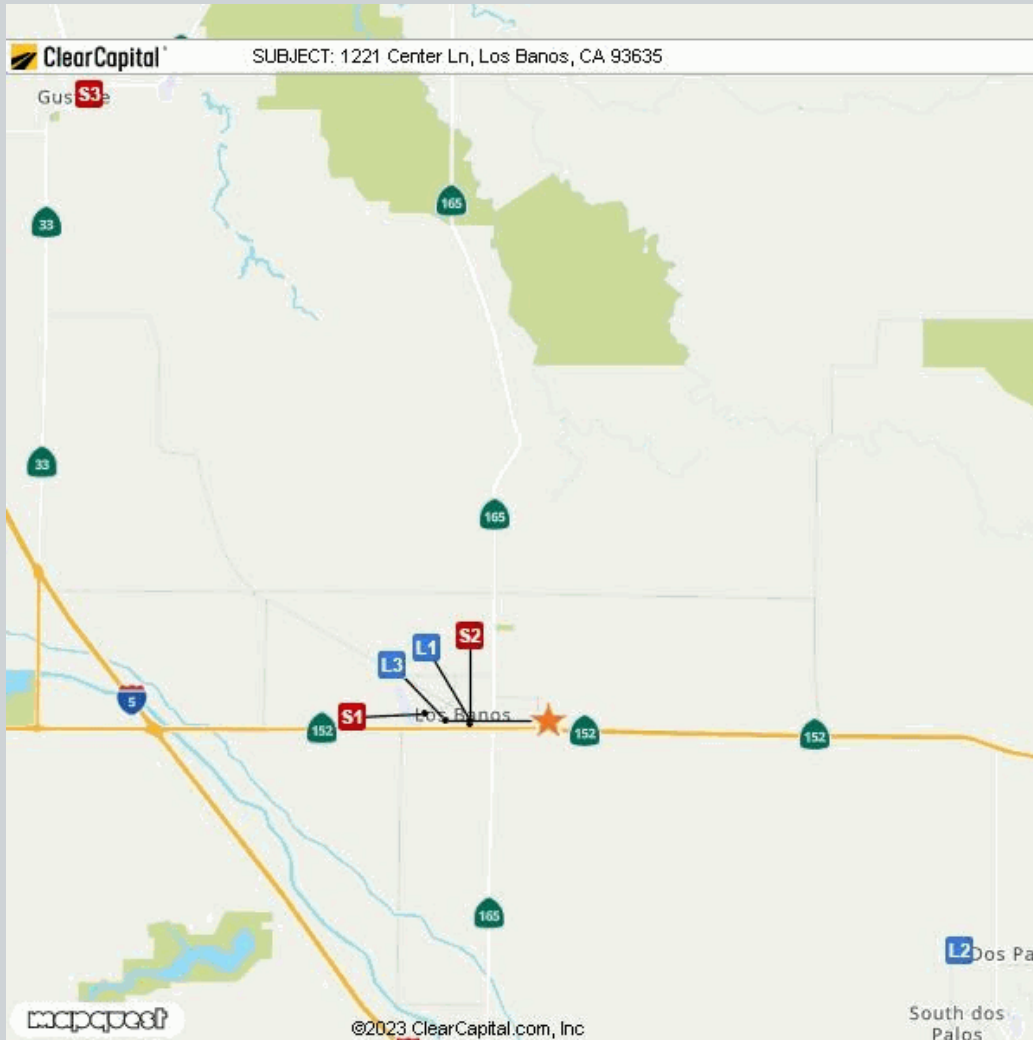 ClearCapital
SUBJECT: 1221 Center Ln, Los Banos, CA 93635
S3
165
33
33
165
S2
L1
L3
5
S1
Los Banos
152
152
152
165
L2
Dos Pa
South dos
Palos
mapquest
©2023 ClearCapital.com, Inc